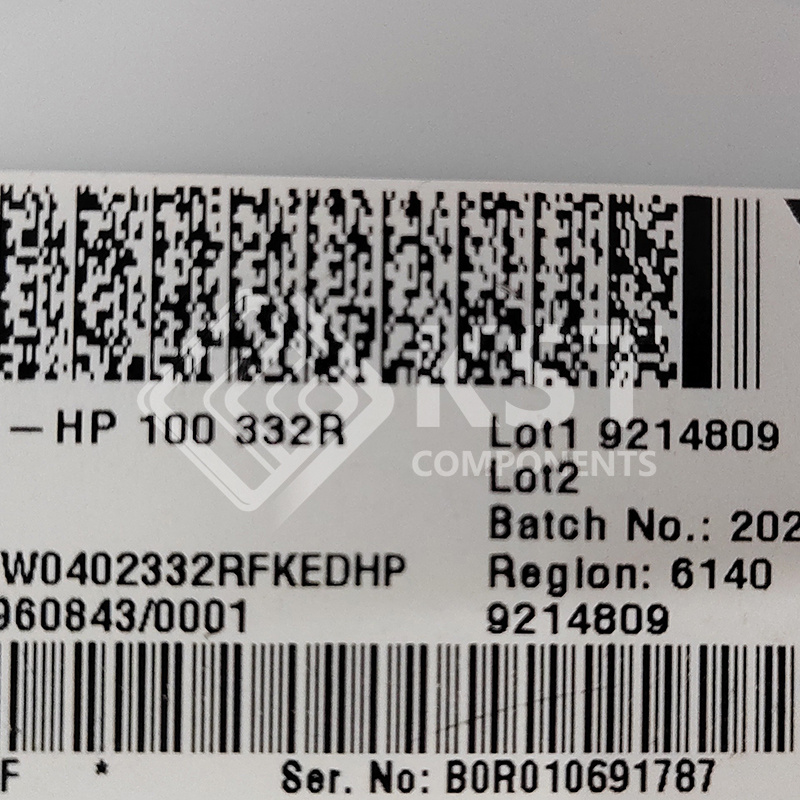 –HP 100 332R
Lot1 9214809
Lot2
Batch No.: 202
W0402332RFKEDHP
Region: 6140
960843/0001
9214809
F * Ser. No: B0R010691787
KST
COMPONENTS